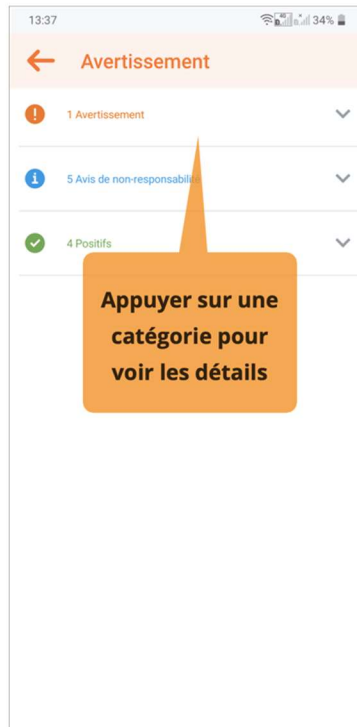 13:37 34%
Avertissement
1 Avertissement
5 Avis de non-responsabilité
4 Positifs
Appuyer sur une
catégorie pour
voir les détails